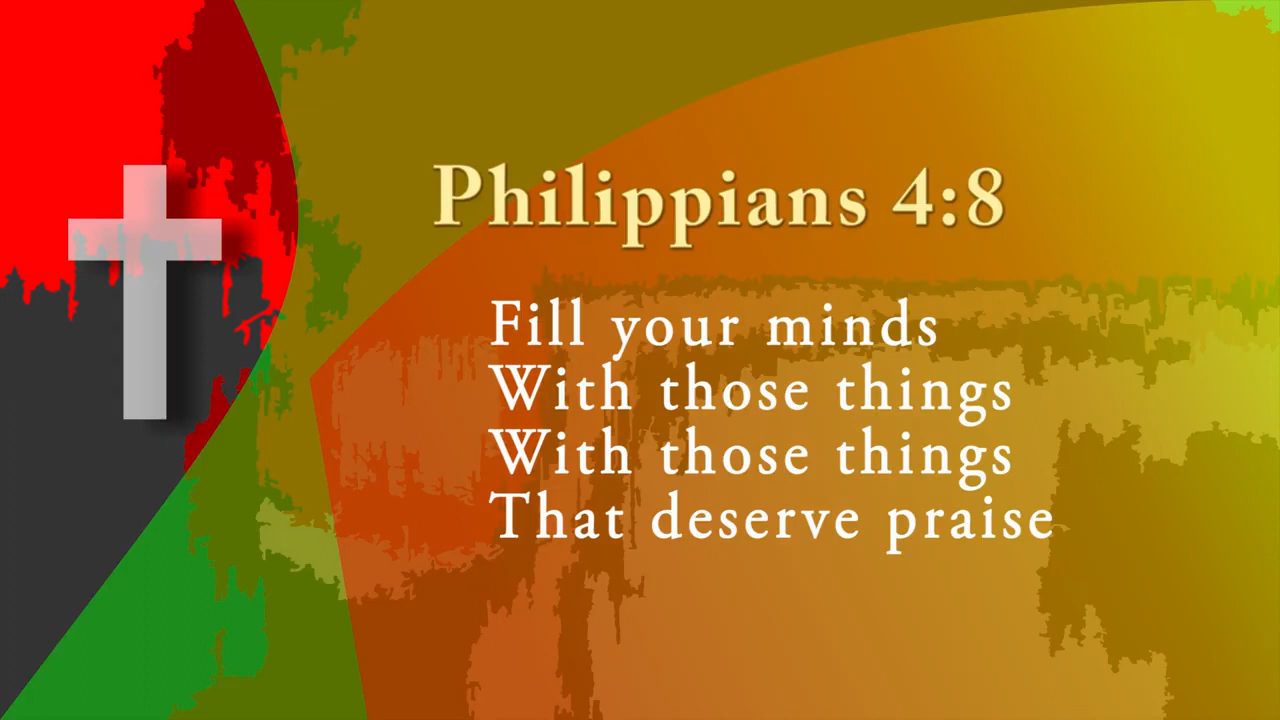 Philippians 4:8
Fill your minds
With those things
With those things
That deserve praise